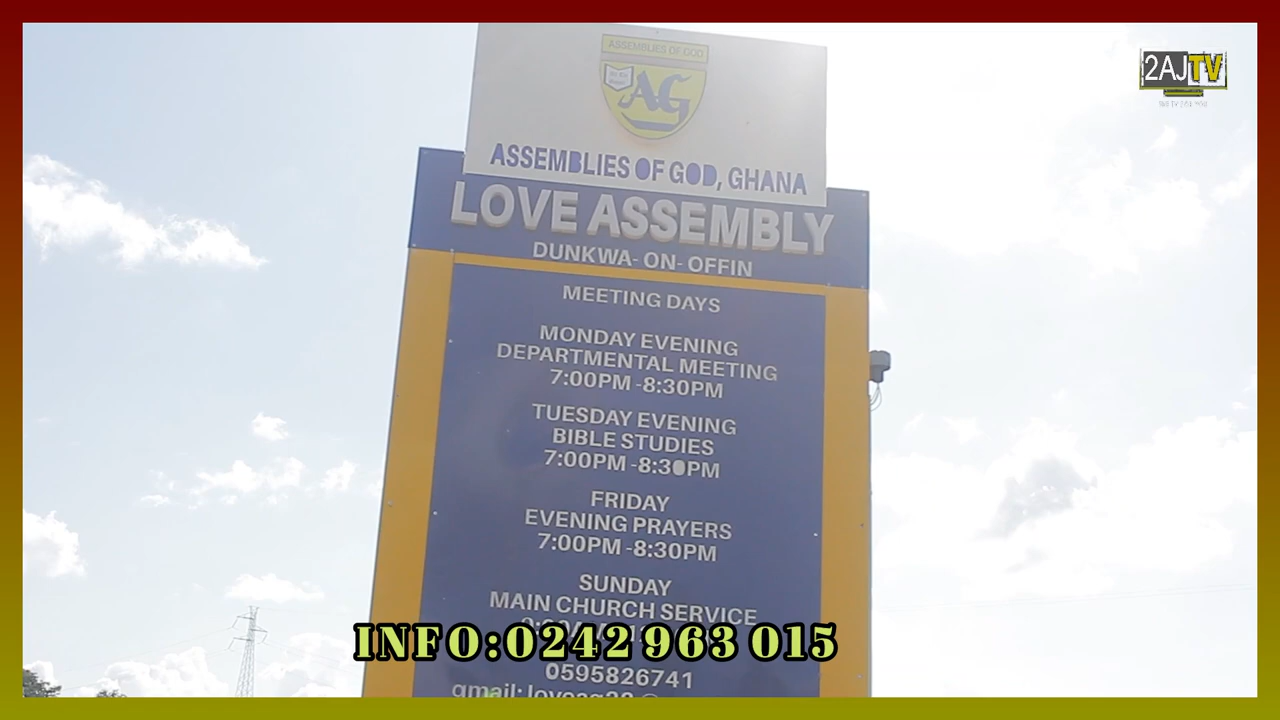 2AJTV
ASSEMBLIES OF GOD
AG
ASSEMBLIES OF GOD, GHANA
LOVE ASSEMBLY
DUNKWA- ON- OFFIN
MEETING DAYS
MONDAY EVENING
DEPARTMENTAL MEETING
7:00PM -8:30PM
TUESDAY EVENING
BIBLE STUDIES
7:00PM -8:30PM
FRIDAY
EVENING PRAYERS
7:00PM -8:30PM
SUNDAY
MAIN CHURCH SERVICE
INFO:0242 963 015
0595826741
gmail: